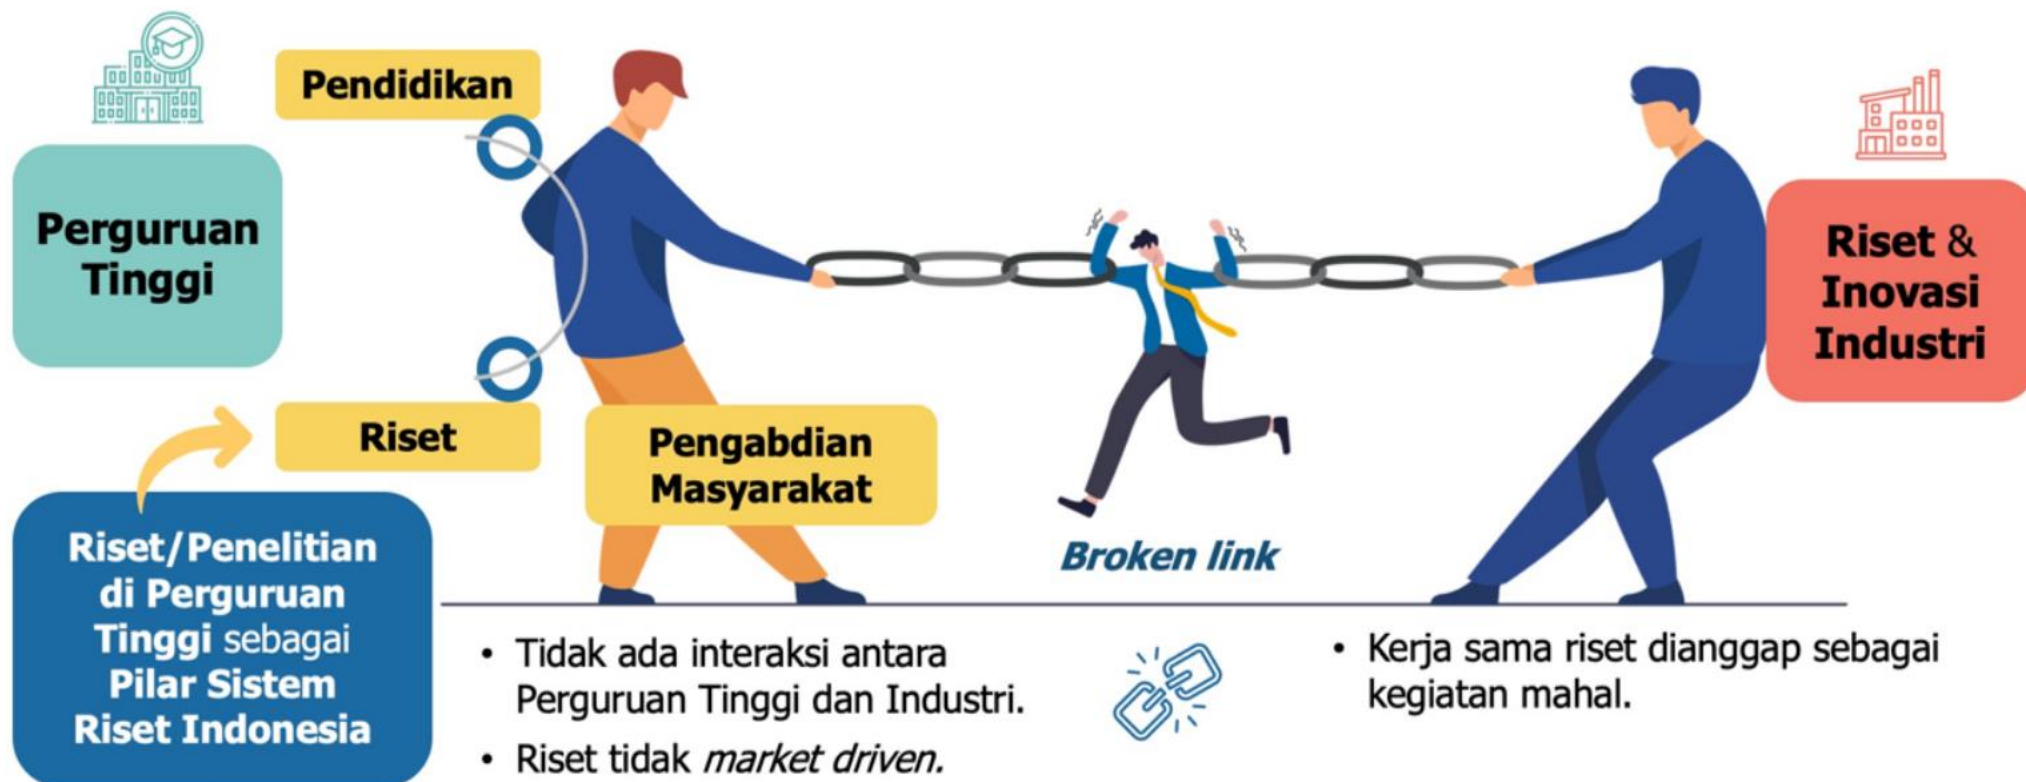 Pendidikan
Perguruan
Tinggi
Riset
Pengabdian
Masyarakat
Riset/Penelitian
di Perguruan
Tinggi sebagai
Pilar Sistem
Riset Indonesia
Broken link
Riset &
Inovasi
Industri
• Tidak ada interaksi antara
Perguruan Tinggi dan Industri.
• Riset tidak market driven.
• Kerja sama riset dianggap sebagai
kegiatan mahal.